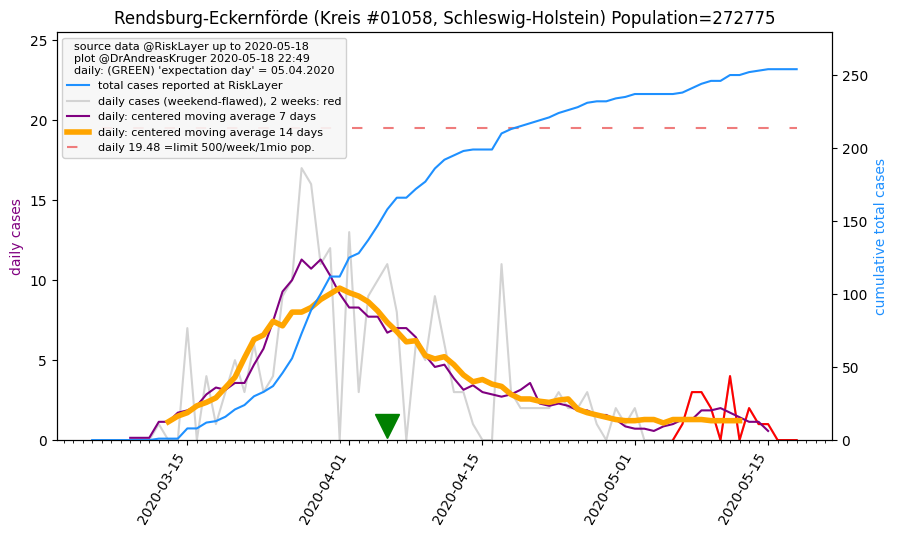 Rendsburg-Eckernförde (Kreis #01058, Schleswig-Holstein) Population=272775
source data @RiskLayer up to 2020-05-18
plot @DrAndreasKruger 2020-05-18 22:49
daily: (GREEN) 'expectation day' = 05.04.2020
total cases reported at RiskLayer
daily cases (weekend-flawed), 2 weeks: red
daily: centered moving average 7 days
daily: centered moving average 14 days
daily 19.48 =limit 500/week/1mio pop.
daily cases
25
20
15
10
5
0
cumulative total cases
250
200
150
100
50
0
2020-03-15
2020-04-01
2020-04-15
2020-05-01
2020-05-15